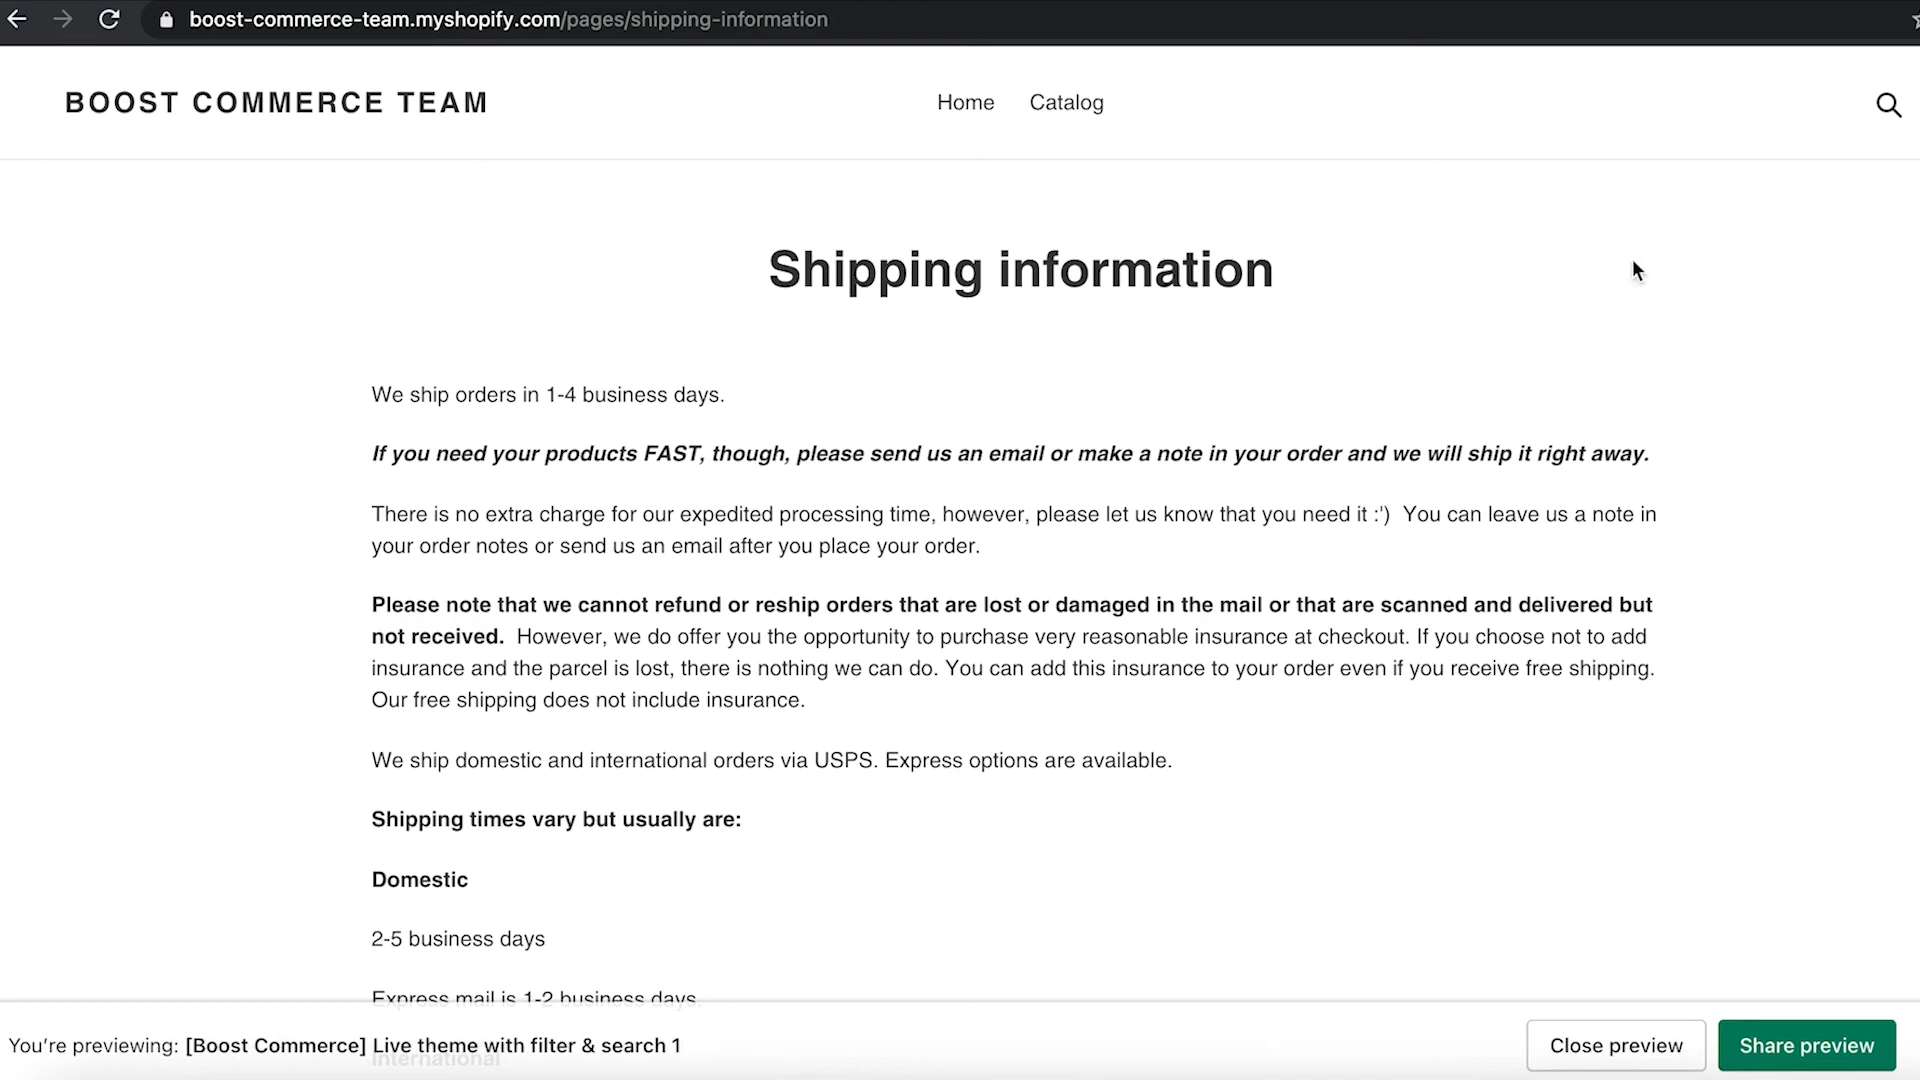 boost-commerce-team.myshopify.com/pages/shipping-information
BOOST COMMERCE TEAM
Home Catalog
Shipping information
We ship orders in 1-4 business days.
If you need your products FAST, though, please send us an email or make a note in your order and we will ship it right away.
There is no extra charge for our expedited processing time, however, please let us know that you need it :') You can leave us a note in
your order notes or send us an email after you place your order.
Please note that we cannot refund or reship orders that are lost or damaged in the mail or that are scanned and delivered but
not received. However, we do offer you the opportunity to purchase very reasonable insurance at checkout. If you choose not to add
insurance and the parcel is lost, there is nothing we can do. You can add this insurance to your order even if you receive free shipping.
Our free shipping does not include insurance.
We ship domestic and international orders via USPS. Express options are available.
Shipping times vary but usually are:
Domestic
2-5 business days
Express mail is 1-2 business days.
You're previewing: [Boost Commerce] Live theme with filter & search 1
International
Close preview
Share preview